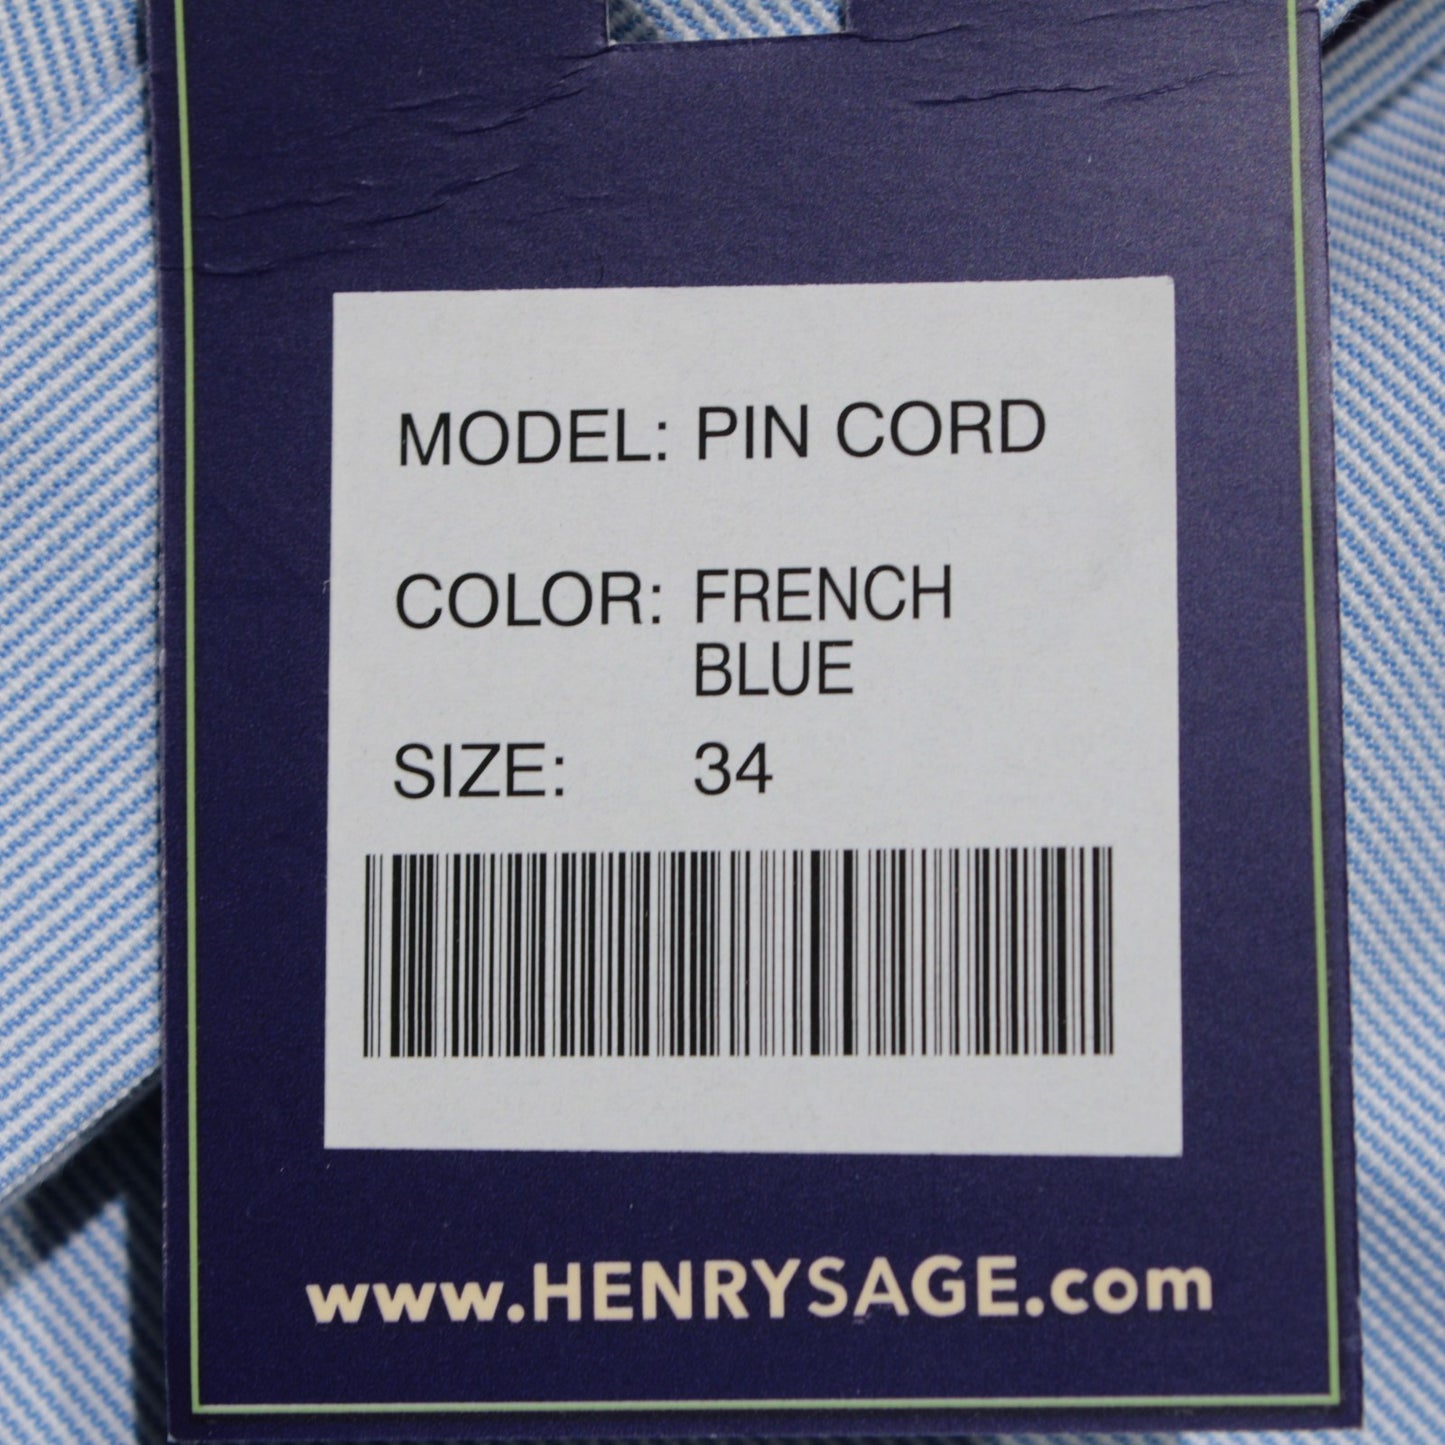 MODEL: PIN CORD
COLOR: FRENCH
BLUE
SIZE: 34
www.HENRYSAGE.com